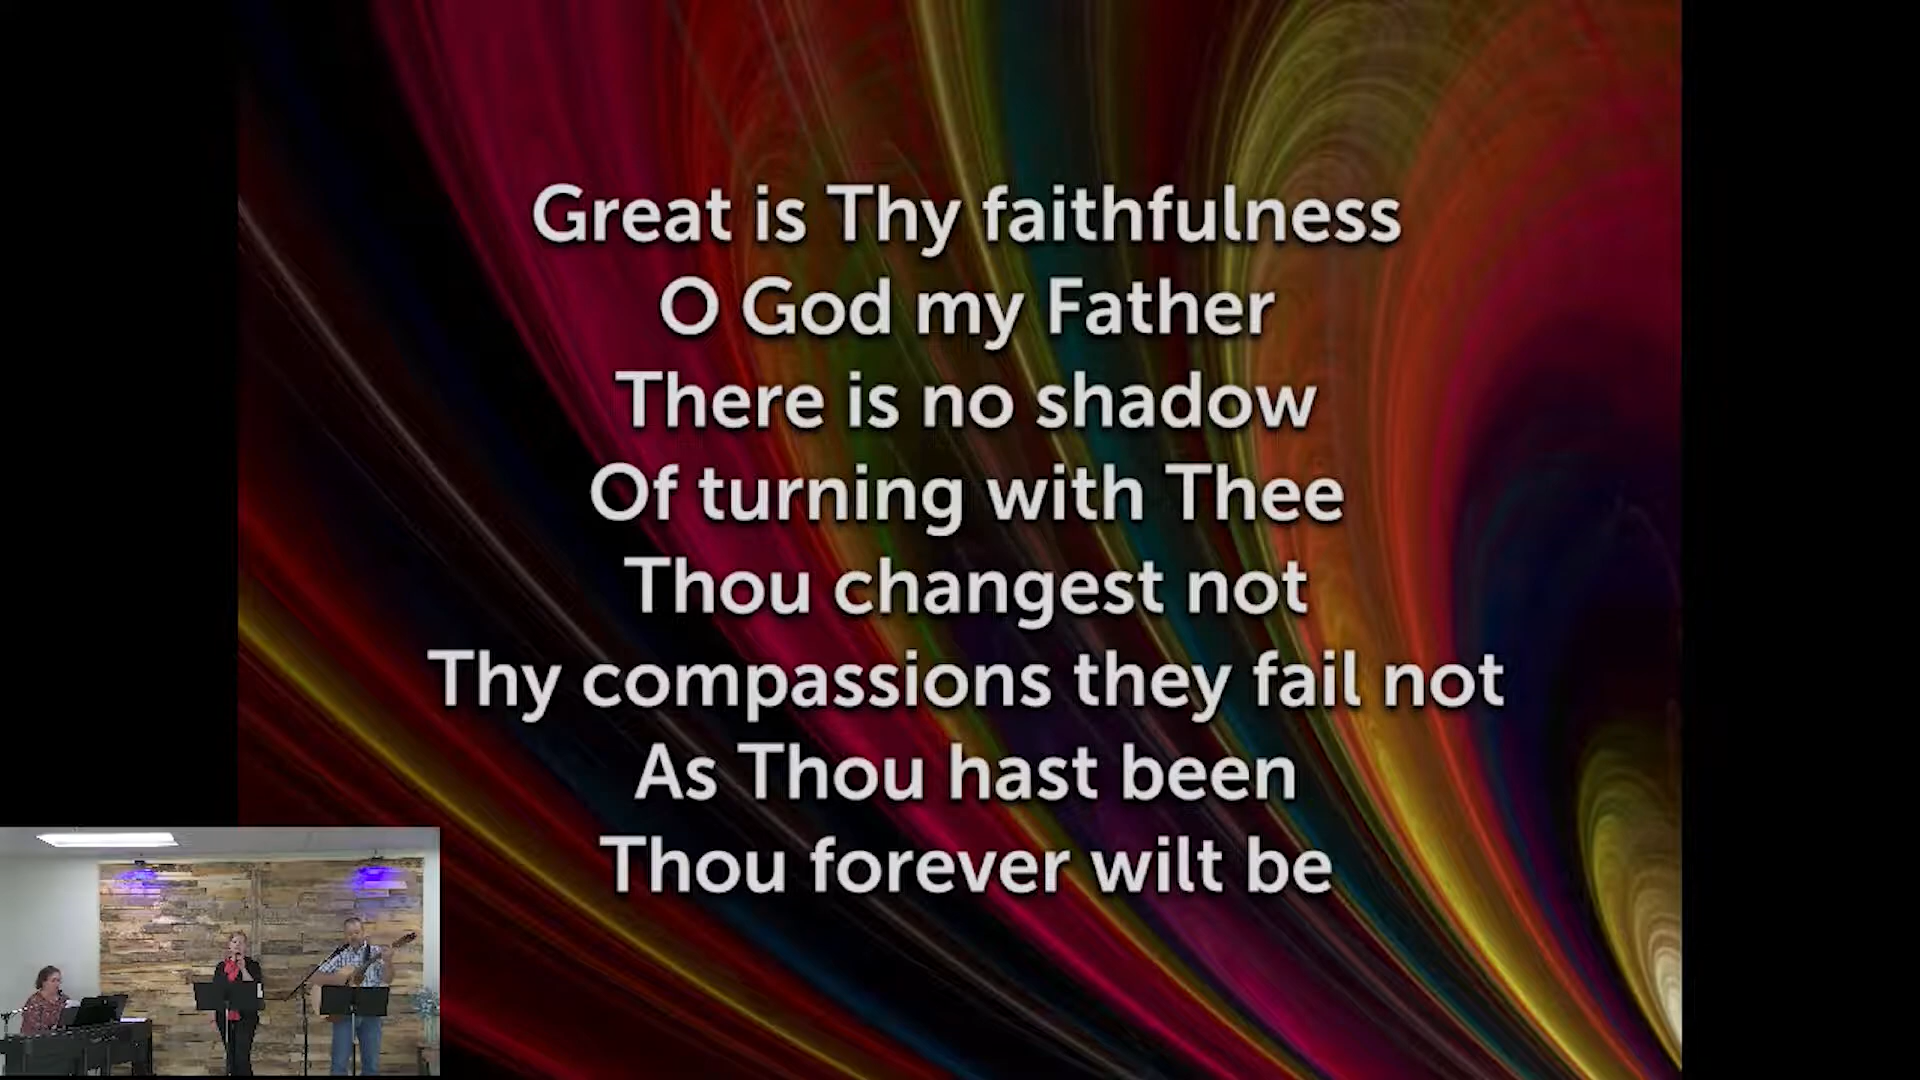 Great is Thy faithfulness
O God my Father
There is no shadow
Of turning with Thee
Thou changest not
Thy compassions they fail not
As Thou hast been
Thou forever wilt be